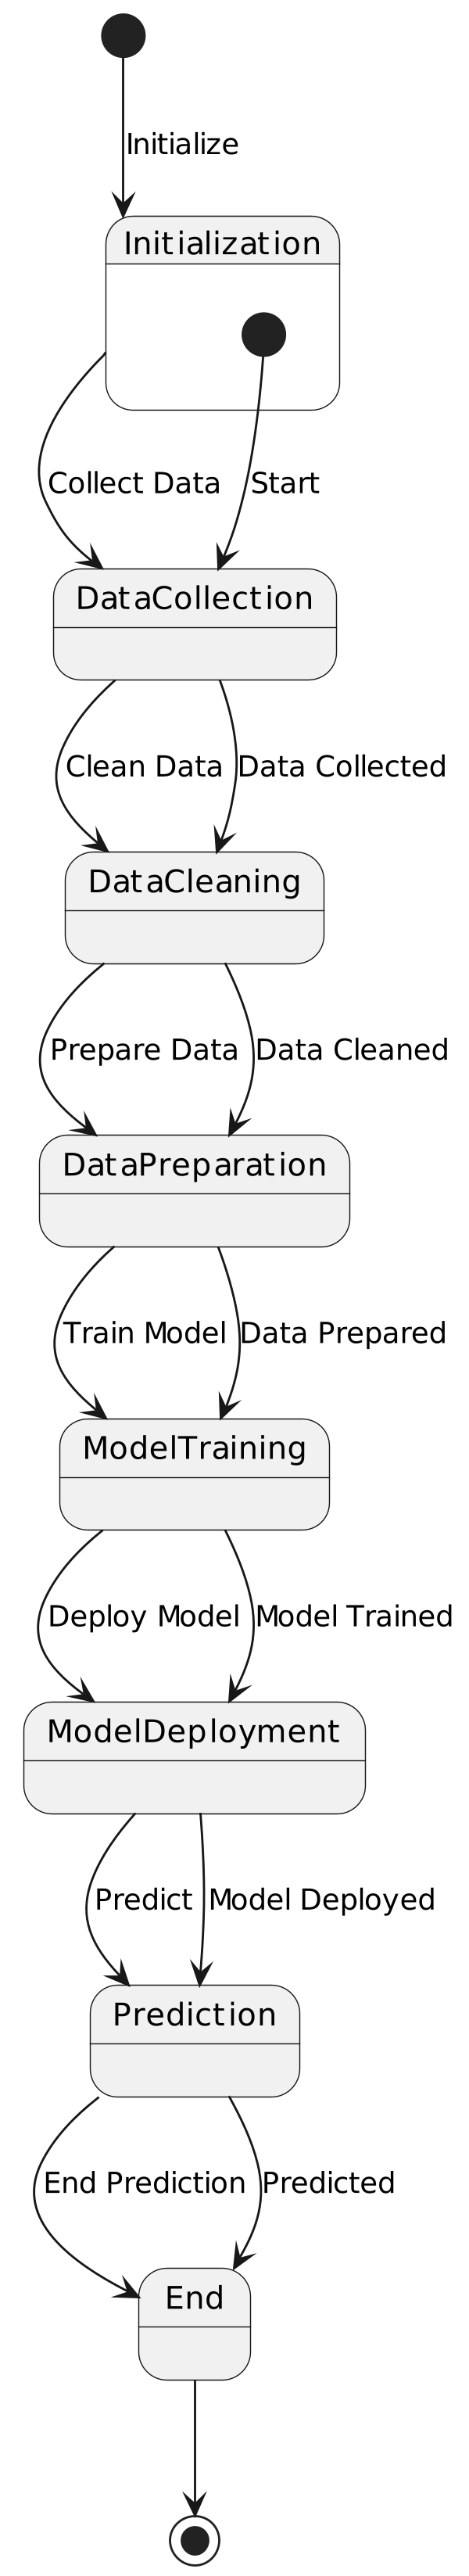 Initialize
Initialization
Collect Data
Start
DataCollection
Clean Data
Data Collected
DataCleaning
Prepare Data
Data Cleaned
DataPreparation
Train Model
Data Prepared
ModelTraining
Deploy Model
Model Trained
ModelDeployment
Predict
Model Deployed
Prediction
End Prediction
Predicted
End